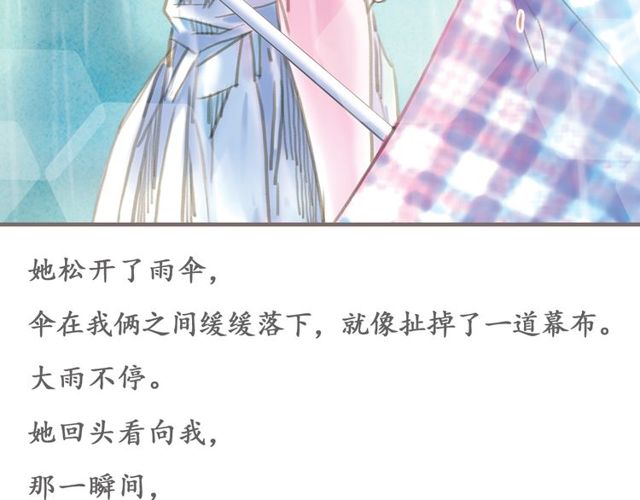 她松开了雨伞，
伞在我俩之间缓缓落下，就像扯掉了一道幕布。
大雨不停。
她回头看向我，
那一瞬间，